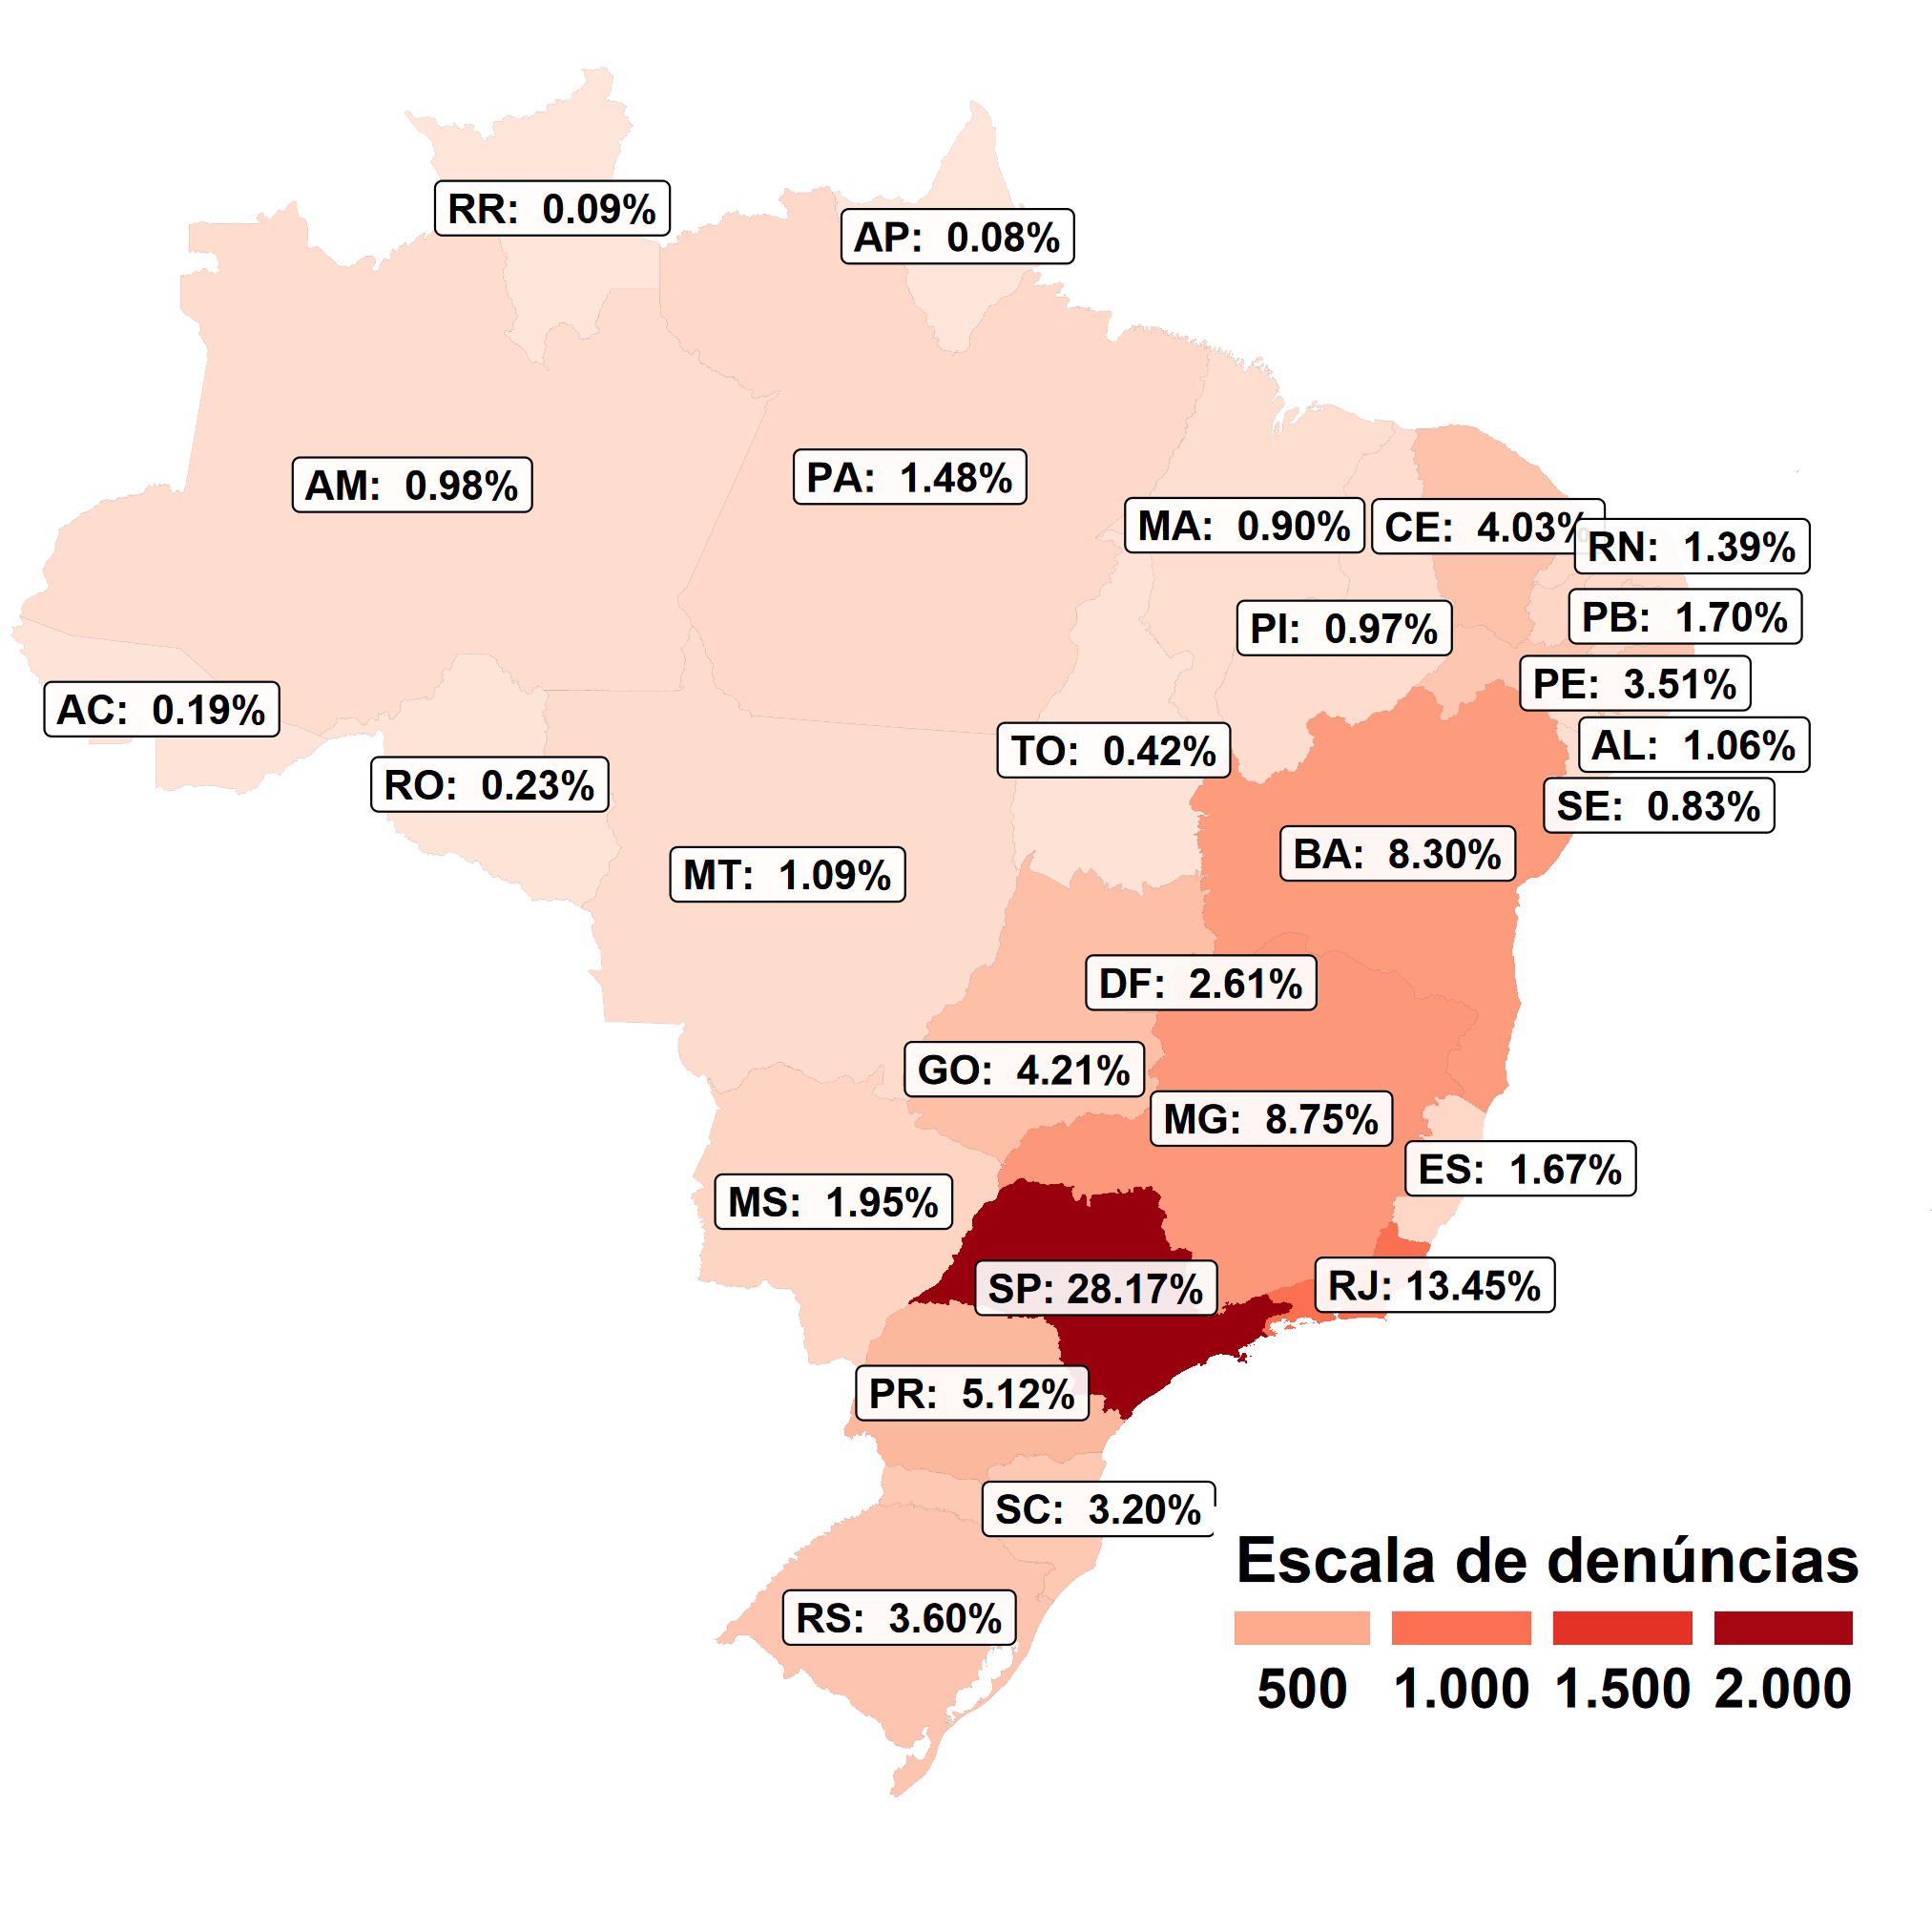 RR: 0.09%
AP: 0.08%
AM: 0.98%
PA: 1.48%
MA: 0.90%
CE: 4.03%
RN: 1.39%
PB: 1.70%
PI: 0.97%
PE: 3.51%
AC: 0.19%
TO: 0.42%
AL: 1.06%
RO: 0.23%
SE: 0.83%
BA: 8.30%
MT: 1.09%
DF: 2.61%
GO: 4.21%
MG: 8.75%
ES: 1.67%
MS: 1.95%
SP: 28.17%
RJ: 13.45%
PR: 5.12%
SC: 3.20%
RS: 3.60%
Escala de denúncias
500 1.000 1.500 2.000